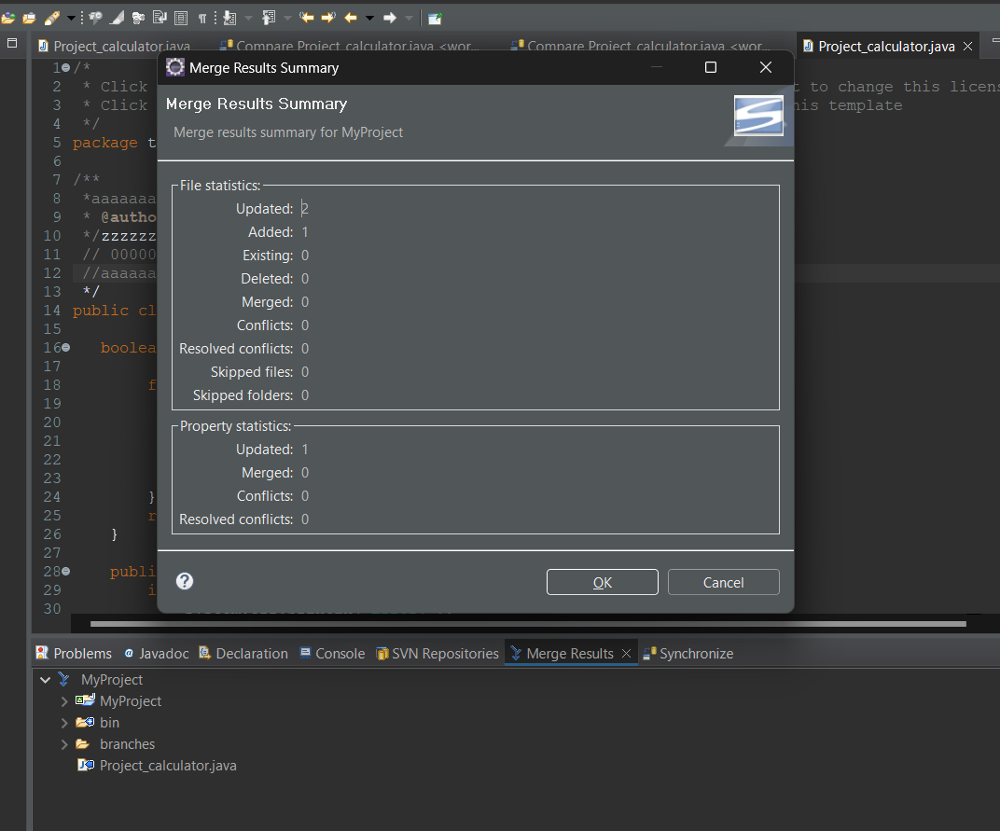 Project_calculator.java
Compare Project_calculator.java <wor...
Compare Project_calculator.java <wor...
Project_calculator.java
Merge Results Summary
Merge Results Summary
Merge results summary for MyProject
1 /*
2 * Click t to change this licens
3 * Click his template
4 */
5 package t
6
7 /**
8 *aaaaaaa
9 * @autho
10 */zzzzzz
11 // 00000
12 //aaaaaa
13 */
14 public cl
15
16 boolea
17
18 f
19
20
21
22
23
24 }
25 r
26 }
27
28 publi
29 i
30
File statistics:
Updated: 2
Added: 1
Existing: 0
Deleted: 0
Merged: 0
Conflicts: 0
Resolved conflicts: 0
Skipped files: 0
Skipped folders: 0
Property statistics:
Updated: 1
Merged: 0
Conflicts: 0
Resolved conflicts: 0
OK
Cancel
Problems
Javadoc
Declaration
Console
SVN Repositories
Merge Results
Synchronize
MyProject
MyProject
bin
branches
Project_calculator.java